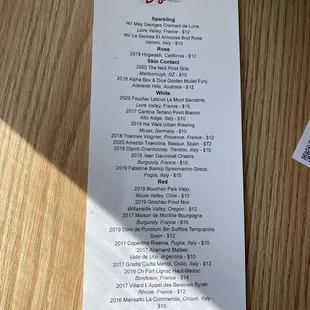 Sparkling
NV May Georges Cremant de Loire,
Loire Valley, France - $12
NV La Gioiosa Et Amorosa Brut Rose
Veneto, Italy - $10
Rose
2019 Hogwash, California
- $12
Skin Contact
2020 The Ned Pinot Gris,
Marlborough, NZ - $10
2018 Alpha Box & Dice Golden Mullet Fury,
Adelaide Hills, Australia - $12
White
2020 Foucher Lebrun Le Mont Sancerre,
Loire Valley, France - $15
2017 Cantina Terlano Pinot Bianco
Alto Adige, Italy - $10
2019 Nik Weis Urban Riesling
Mosel, Germany - $10
2018 Triennes Viognier, Provence, France - $12
2020 Ameztoi Txakolina, Basque, Spain - $12
2018 Dipinti Chardonnay, Trentino, Italy - $10
2018 Jean Dauvissat Chablis
Burgundy, France - $15
2019 Fatalone Bianco Spinomarino Greco,
Puglia, Italy - $10
Red
2019 Bouchon Pais Viejo,
Maule Valley, Chile - $10
2019 Grochau Pinot Noir
Willamette Valley, Oregon - $12
2017 Maison de Montille Bourgogne
Burgundy, France - $16
2019 Dom de Punctum Sin Sulfitos Tempranillo
Spain - $12
2011 Copertino Riserva, Puglia, Italy - $10
2017 Altamand Malbec
Valle de Uco, Argentina - $10
2017 Gradis Ciutta Merlot, Collio, Italy - $12
2016 Ch Fort Lignac Haut-Medoc
Bordeaux, France - $14
2017 Villard L'Appel des Sereines Syrah
Rhone, France - $12
2016 Mansalto La Commenda, Chianti, Italy -
$10